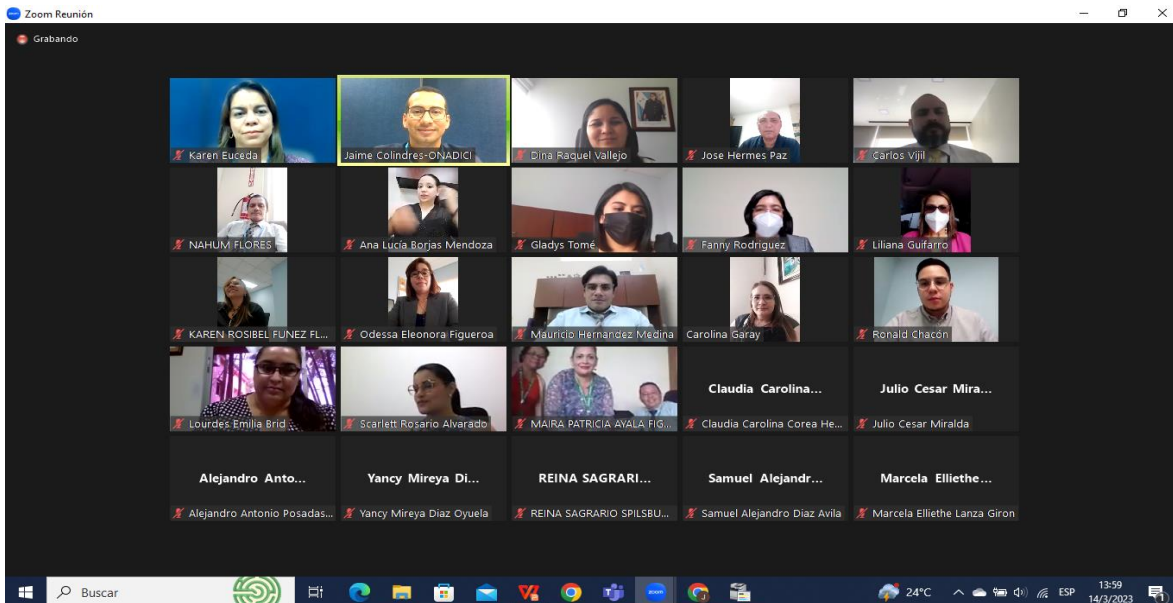 Zoom Reunión
Grabando
Karen Euceda
Jaime Colindres-ONADICI
Dina Raquel Vallejo
Jose Hermes Paz
Carlos Vijil
NAHUM FLORES
Ana Lucía Borjas Mendoza
Gladys Tomé
Fanny Rodriguez
Liliana Guifarro
KAREN ROSIBEL FUNEZ FL...
Odessa Eleonora Figueroa
Mauricio Hernandez Medina
Carolina Garay
Ronald Chacón
Lourdes Emilia Brid
Scarlett Rosario Alvarado
MAIRA PATRICIA AYALA FIG...
Claudia Carolina...
Claudia Carolina Corea He...
Julio Cesar Mira...
Julio Cesar Miralda
Alejandro Anto...
Alejandro Antonio Posadas...
Yancy Mireya Di...
Yancy Mireya Diaz Oyuela
REINA SAGRARI...
REINA SAGRARIO SPILSBU...
Samuel Alejandr...
Samuel Alejandro Diaz Avila
Marcela Elliethe...
Marcela Elliethe Lanza Giron
Buscar
zoom
24°C
ESP
13:59
14/3/2023